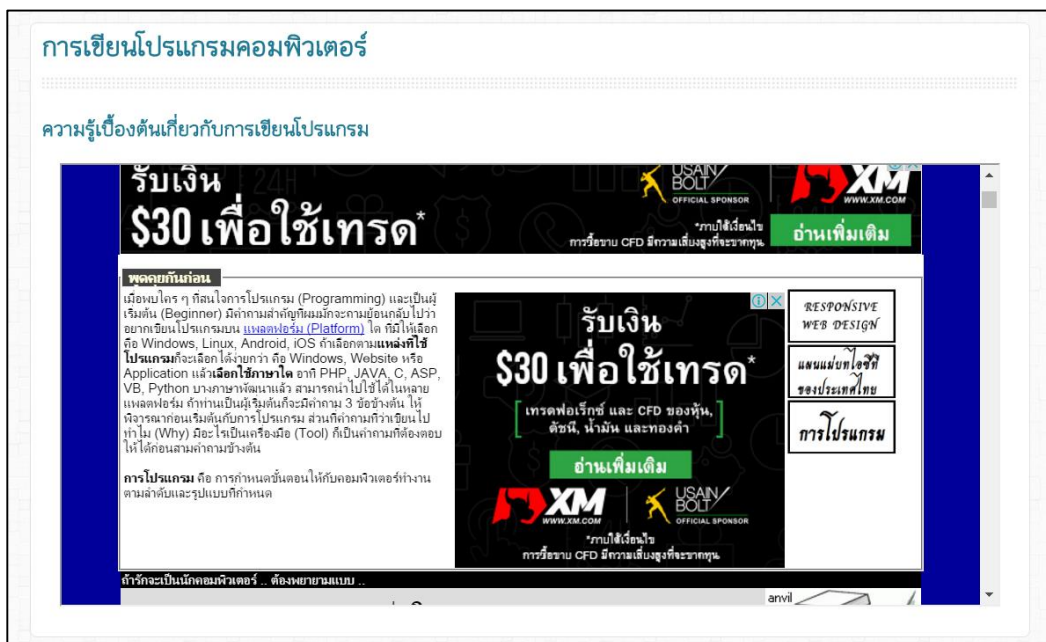 การเขียนโปรแกรมคอมพิวเตอร์
ความรู้เบื้องต้นเกี่ยวกับการเขียนโปรแกรม
รับเงิน
$30 เพื่อใช้เทรด*
USAIN
BOLT
OFFICIAL SPONSOR
XM
WWW.XM.COM
*ภายใต้เงื่อนไข
การซื้อขาย CFD มีความเสี่ยงสูงที่จะขาดทุน
อ่านเพิ่มเติม
พูดคุยกันก่อน
เมื่อพบใคร ๆ ที่สนใจการโปรแกรม (Programming) และเป็นผู้
เริ่มต้น (Beginner) มีคำถามสำคัญที่ผมมักจะถามย้อนกลับไปว่า
อยากเขียนโปรแกรมบน แพลตฟอร์ม (Platform) ใด ที่มีให้เลือก
คือ Windows, Linux, Android, iOS ถ้าเลือกตามแหล่งที่ใช้
โปรแกรมก็จะเลือกได้ง่ายกว่า คือ Windows, Website หรือ
Application แล้วเลือกใช้ภาษาใด อาทิ PHP, JAVA, C, ASP,
VB, Python บางภาษาพัฒนาแล้ว สามารถนำไปใช้ได้ในหลาย
แพลตฟอร์ม ถ้าท่านเป็นผู้เริ่มต้นก็จะมีคำถาม 3 ข้อข้างต้น ให้
พิจารณาก่อนเริ่มต้นกับการโปรแกรม ส่วนที่คำถามที่ว่าเขียนไป
ทำไม (Why) มีอะไรเป็นเครื่องมือ (Tool) ก็เป็นคำถามที่ต้องตอบ
ให้ได้ก่อนสามคำถามข้างต้น
การโปรแกรม คือ การกำหนดขั้นตอนให้กับคอมพิวเตอร์ทำงาน
ตามลำดับและรูปแบบที่กำหนด
รับเงิน
$30 เพื่อใช้เทรด*
เทรดฟอเร็กซ์ และ CFD ของหุ้น,
ดัชนี, น้ำมัน และทองคำ
อ่านเพิ่มเติม
XM
WWW.XM.COM
USAIN
BOLT
OFFICIAL SPONSOR
*ภายใต้เงื่อนไข
การซื้อขาย CFD มีความเสี่ยงสูงที่จะขาดทุน
RESPONSIVE
WEB DESIGN
แผนแม่บทไอซีที
ของประเทศไทย
การโปรแกรม
ถ้ารักจะเป็นนักคอมพิวเตอร์ .. ต้องพยายามแบบ ..
anvil